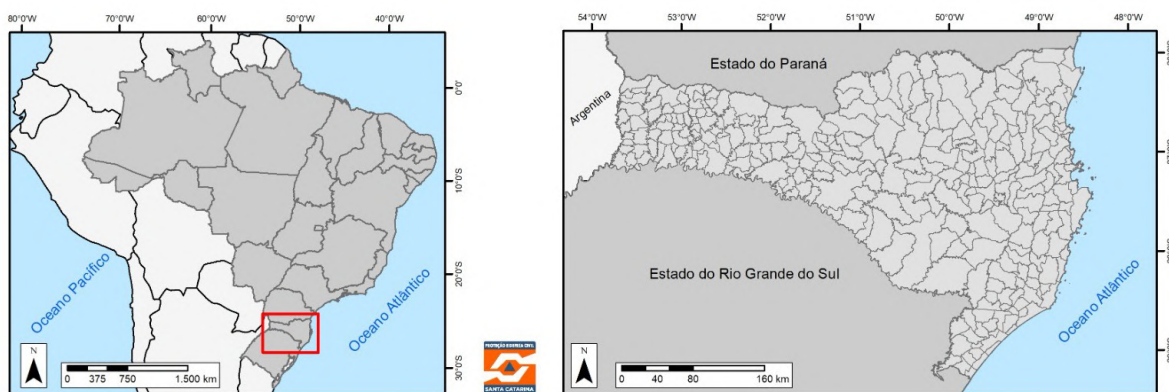 80°0'W 70°0'W 60°0'W 50°0'W 40°0'W
0°0'
10°0'S
20°0'S
30°0'S
Oceano Pacífico
Oceano Atlântico
N
0 375 750 1.500 km
PROTEÇÃO E DEFESA CIVIL
SANTA CATARINA
54°0'W 53°0'W 52°0'W 51°0'W 50°0'W 49°0'W 48°0'W
Estado do Paraná
Argentina
Estado do Rio Grande do Sul
Oceano Atlântico
N
0 40 80 160 km